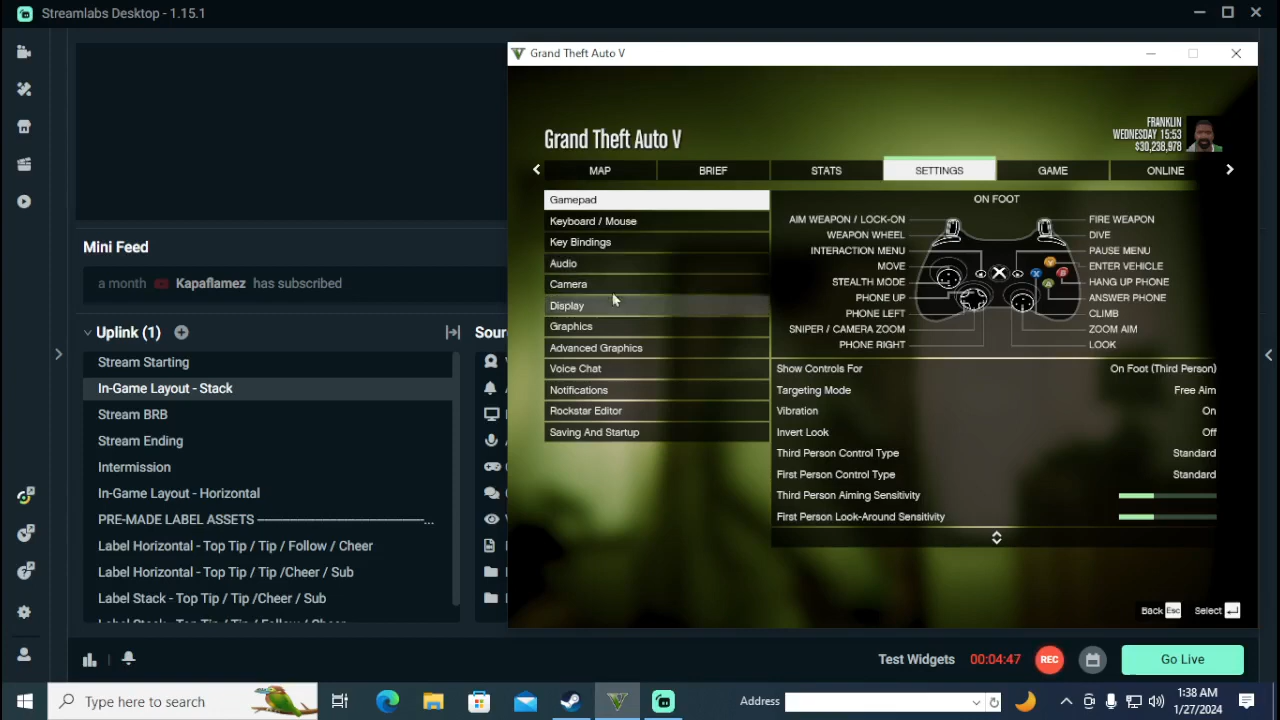 Streamlabs Desktop - 1.15.1
Grand Theft Auto V
Grand Theft Auto V
FRANKLIN
WEDNESDAY 15:53
$30,238,978
MAP BRIEF STATS SETTINGS GAME ONLINE
Gamepad
Keyboard / Mouse
Key Bindings
Audio
Camera
Display
Graphics
Advanced Graphics
Voice Chat
Notifications
Rockstar Editor
Saving And Startup
ON FOOT
AIM WEAPON / LOCK-ON
WEAPON WHEEL
INTERACTION MENU
MOVE
STEALTH MODE
PHONE UP
PHONE LEFT
SNIPER / CAMERA ZOOM
PHONE RIGHT
FIRE WEAPON
DIVE
PAUSE MENU
ENTER VEHICLE
HANG UP PHONE
ANSWER PHONE
CLIMB
ZOOM AIM
LOOK
Y
X
B
A
Show Controls For On Foot (Third Person)
Targeting Mode Free Aim
Vibration On
Invert Look Off
Third Person Control Type Standard
First Person Control Type Standard
Third Person Aiming Sensitivity
First Person Look-Around Sensitivity
Back Esc Select
Mini Feed
a month Kapaflamez has subscribed
Uplink (1)
Stream Starting
In-Game Layout - Stack
Stream BRB
Stream Ending
Intermission
In-Game Layout - Horizontal
PRE-MADE LABEL ASSETS —————————...
Label Horizontal - Top Tip / Tip / Follow / Cheer
Label Horizontal - Top Tip / Tip /Cheer / Sub
Label Stack - Top Tip / Tip /Cheer / Sub
Label Stack - Top Tip / Tip / Follow / Cheer
Sour
Test Widgets 00:04:47 REC Go Live
Type here to search
Address
1:38 AM
1/27/2024